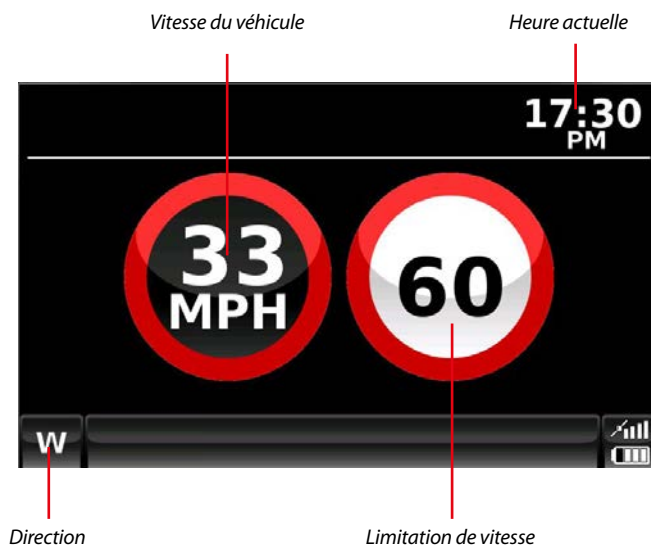 Vitesse du véhicule
Heure actuelle
17:30
PM
33
MPH
60
W
Direction
Limitation de vitesse